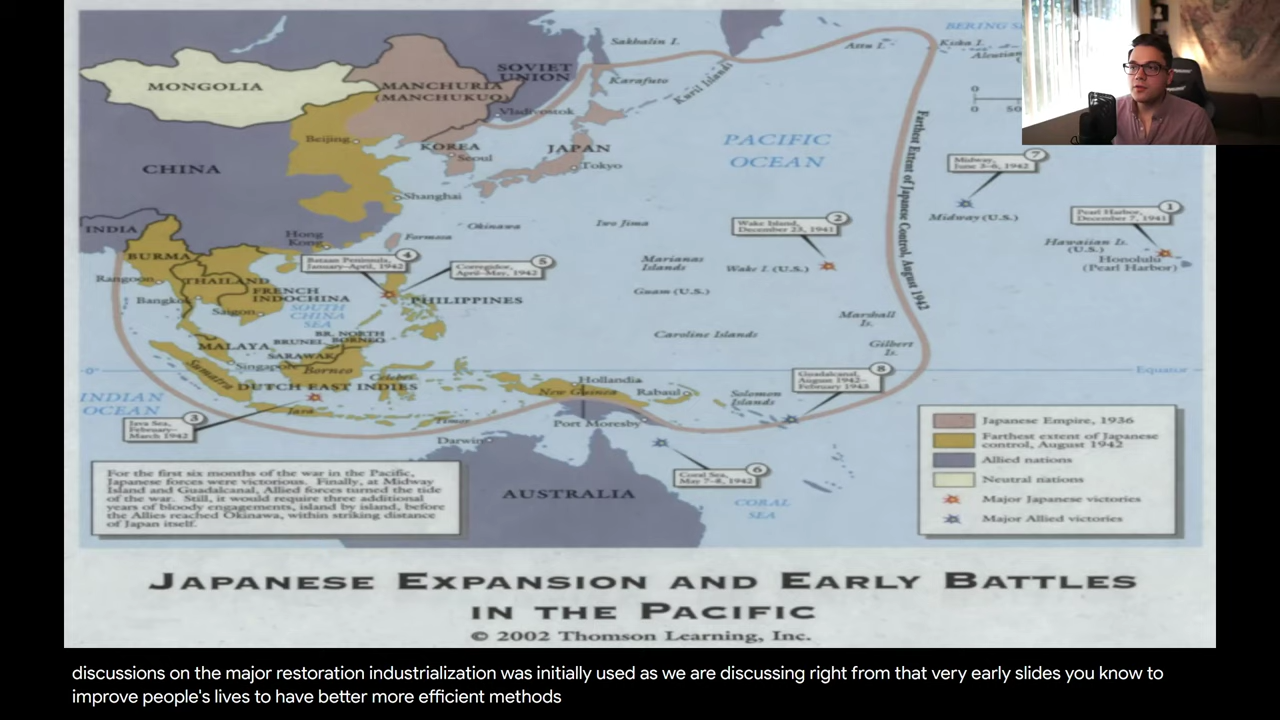 BERING S
Sakhalin I.
Attu I.
Kiska I.
Aleutian
SOVIET
UNION
Karafuto
Kuril Islands
MONGOLIA
MANCHURIA
(MANCHUKUO)
Vladivostok
0
0
50
Beijing
KOREA
Seoul
JAPAN
Tokyo
PACIFIC
OCEAN
Farthest Extent of Japanese Control, August 1942
7
Midway,
June 3–6, 1942
CHINA
Shanghai
Midway (U.S.)
1
Pearl Harbor,
December 7, 1941
INDIA
Okinawa
Iwo Jima
2
Wake Island,
December 23, 1941
Hong
Kong
Formosa
Hawaiian Is.
(U.S.)
Honolulu
(Pearl Harbor)
BURMA
4
Bataan Peninsula,
January–April, 1942
5
Corregidor,
April–May, 1942
Marianas
Islands
Wake I. (U.S.)
Rangoon
THAILAND
FRENCH
INDOCHINA
Bangkok
Saigon
SOUTH
CHINA
SEA
PHILIPPINES
Guam (U.S.)
Marshall
Is.
Caroline Islands
MALAYA
BRUNEI
BR. NORTH
BORNEO
SARAWAK
Gilbert
Is.
Singapore
Borneo
0°
Equator
Sumatra
Celebes
DUTCH EAST INDIES
Hollandia
New Guinea
Rabaul
Solomon
Islands
8
Guadalcanal,
August 1942–
February 1943
INDIAN
OCEAN
Java
3
Java Sea,
February–
March 1942
Timor
Port Moresby
Darwin
6
Coral Sea,
May 7–8, 1942
AUSTRALIA
CORAL
SEA
Japanese Empire, 1936
Farthest extent of Japanese
control, August 1942
Allied nations
Neutral nations
Major Japanese victories
Major Allied victories
For the first six months of the war in the Pacific,
Japanese forces were victorious. Finally, at Midway
Island and Guadalcanal, Allied forces turned the tide
of the war. Still, it would require three additional
years of bloody engagements, island by island, before
the Allies reached Okinawa, within striking distance
of Japan itself.
JAPANESE EXPANSION AND EARLY BATTLES
IN THE PACIFIC
© 2002 Thomson Learning, Inc.
discussions on the major restoration industrialization was initially used as we are discussing right from that very early slides you know to
improve people's lives to have better more efficient methods